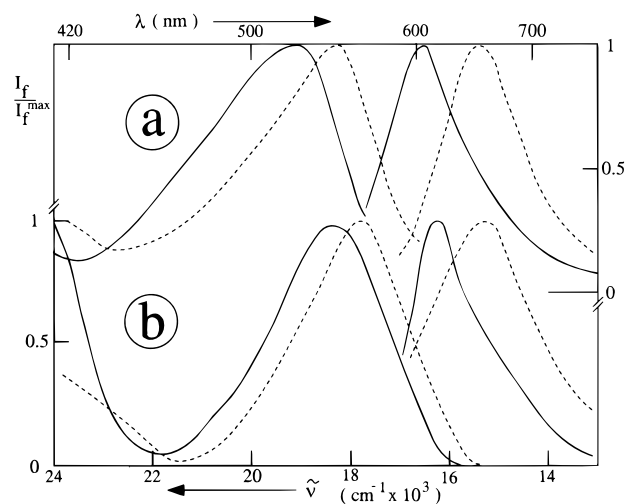 λ ( nm )
420 500 600 700
I_f / I_f^max
1
a
0.5
1
0
b
0.5
0
24 22 20 18 16 14
ν̃ ( cm⁻¹ x 10³ )